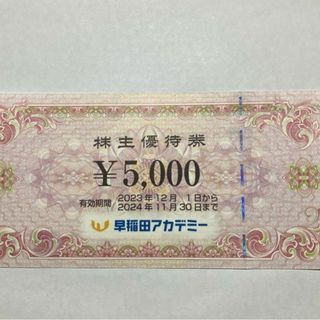 株主優待券
¥5,000
有効期間 2023年12月 1日から
2024年11月30日まで
早稲田アカデミー